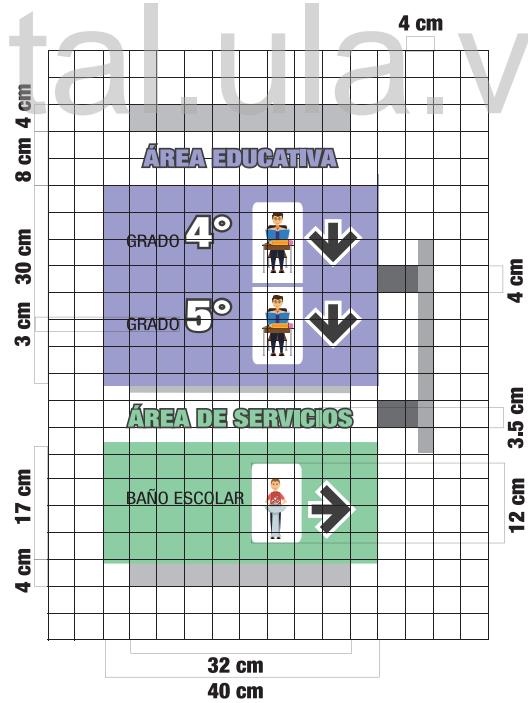 tal.ula.v
4 cm
4 cm
8 cm
ÁREA EDUCATIVA
30 cm
GRADO 4°
4 cm
3 cm
GRADO 5°
ÁREA DE SERVICIOS
3.5 cm
17 cm
BAÑO ESCOLAR
12 cm
4 cm
32 cm
40 cm